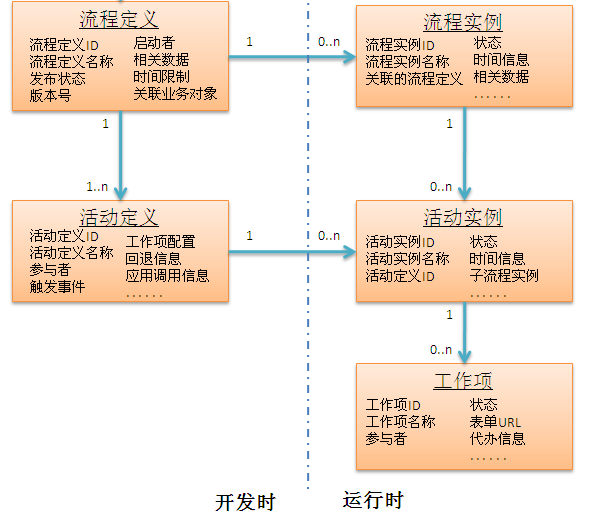 流程定义
流程定义ID
流程定义名称
发布状态
版本号
启动者
相关数据
时间限制
关联业务对象
1
0..n
流程实例
流程实例ID
流程实例名称
关联的流程定义
状态
时间信息
相关数据
......
1
1..n
1
0..n
活动定义
活动定义ID
活动定义名称
参与者
触发事件
工作项配置
回退信息
应用调用信息
......
1
0..n
活动实例
活动实例ID
活动实例名称
活动定义ID
状态
时间信息
子流程实例
......
1
0..n
工作项
工作项ID
工作项名称
参与者
状态
表单URL
代办信息
......
开发时
运行时